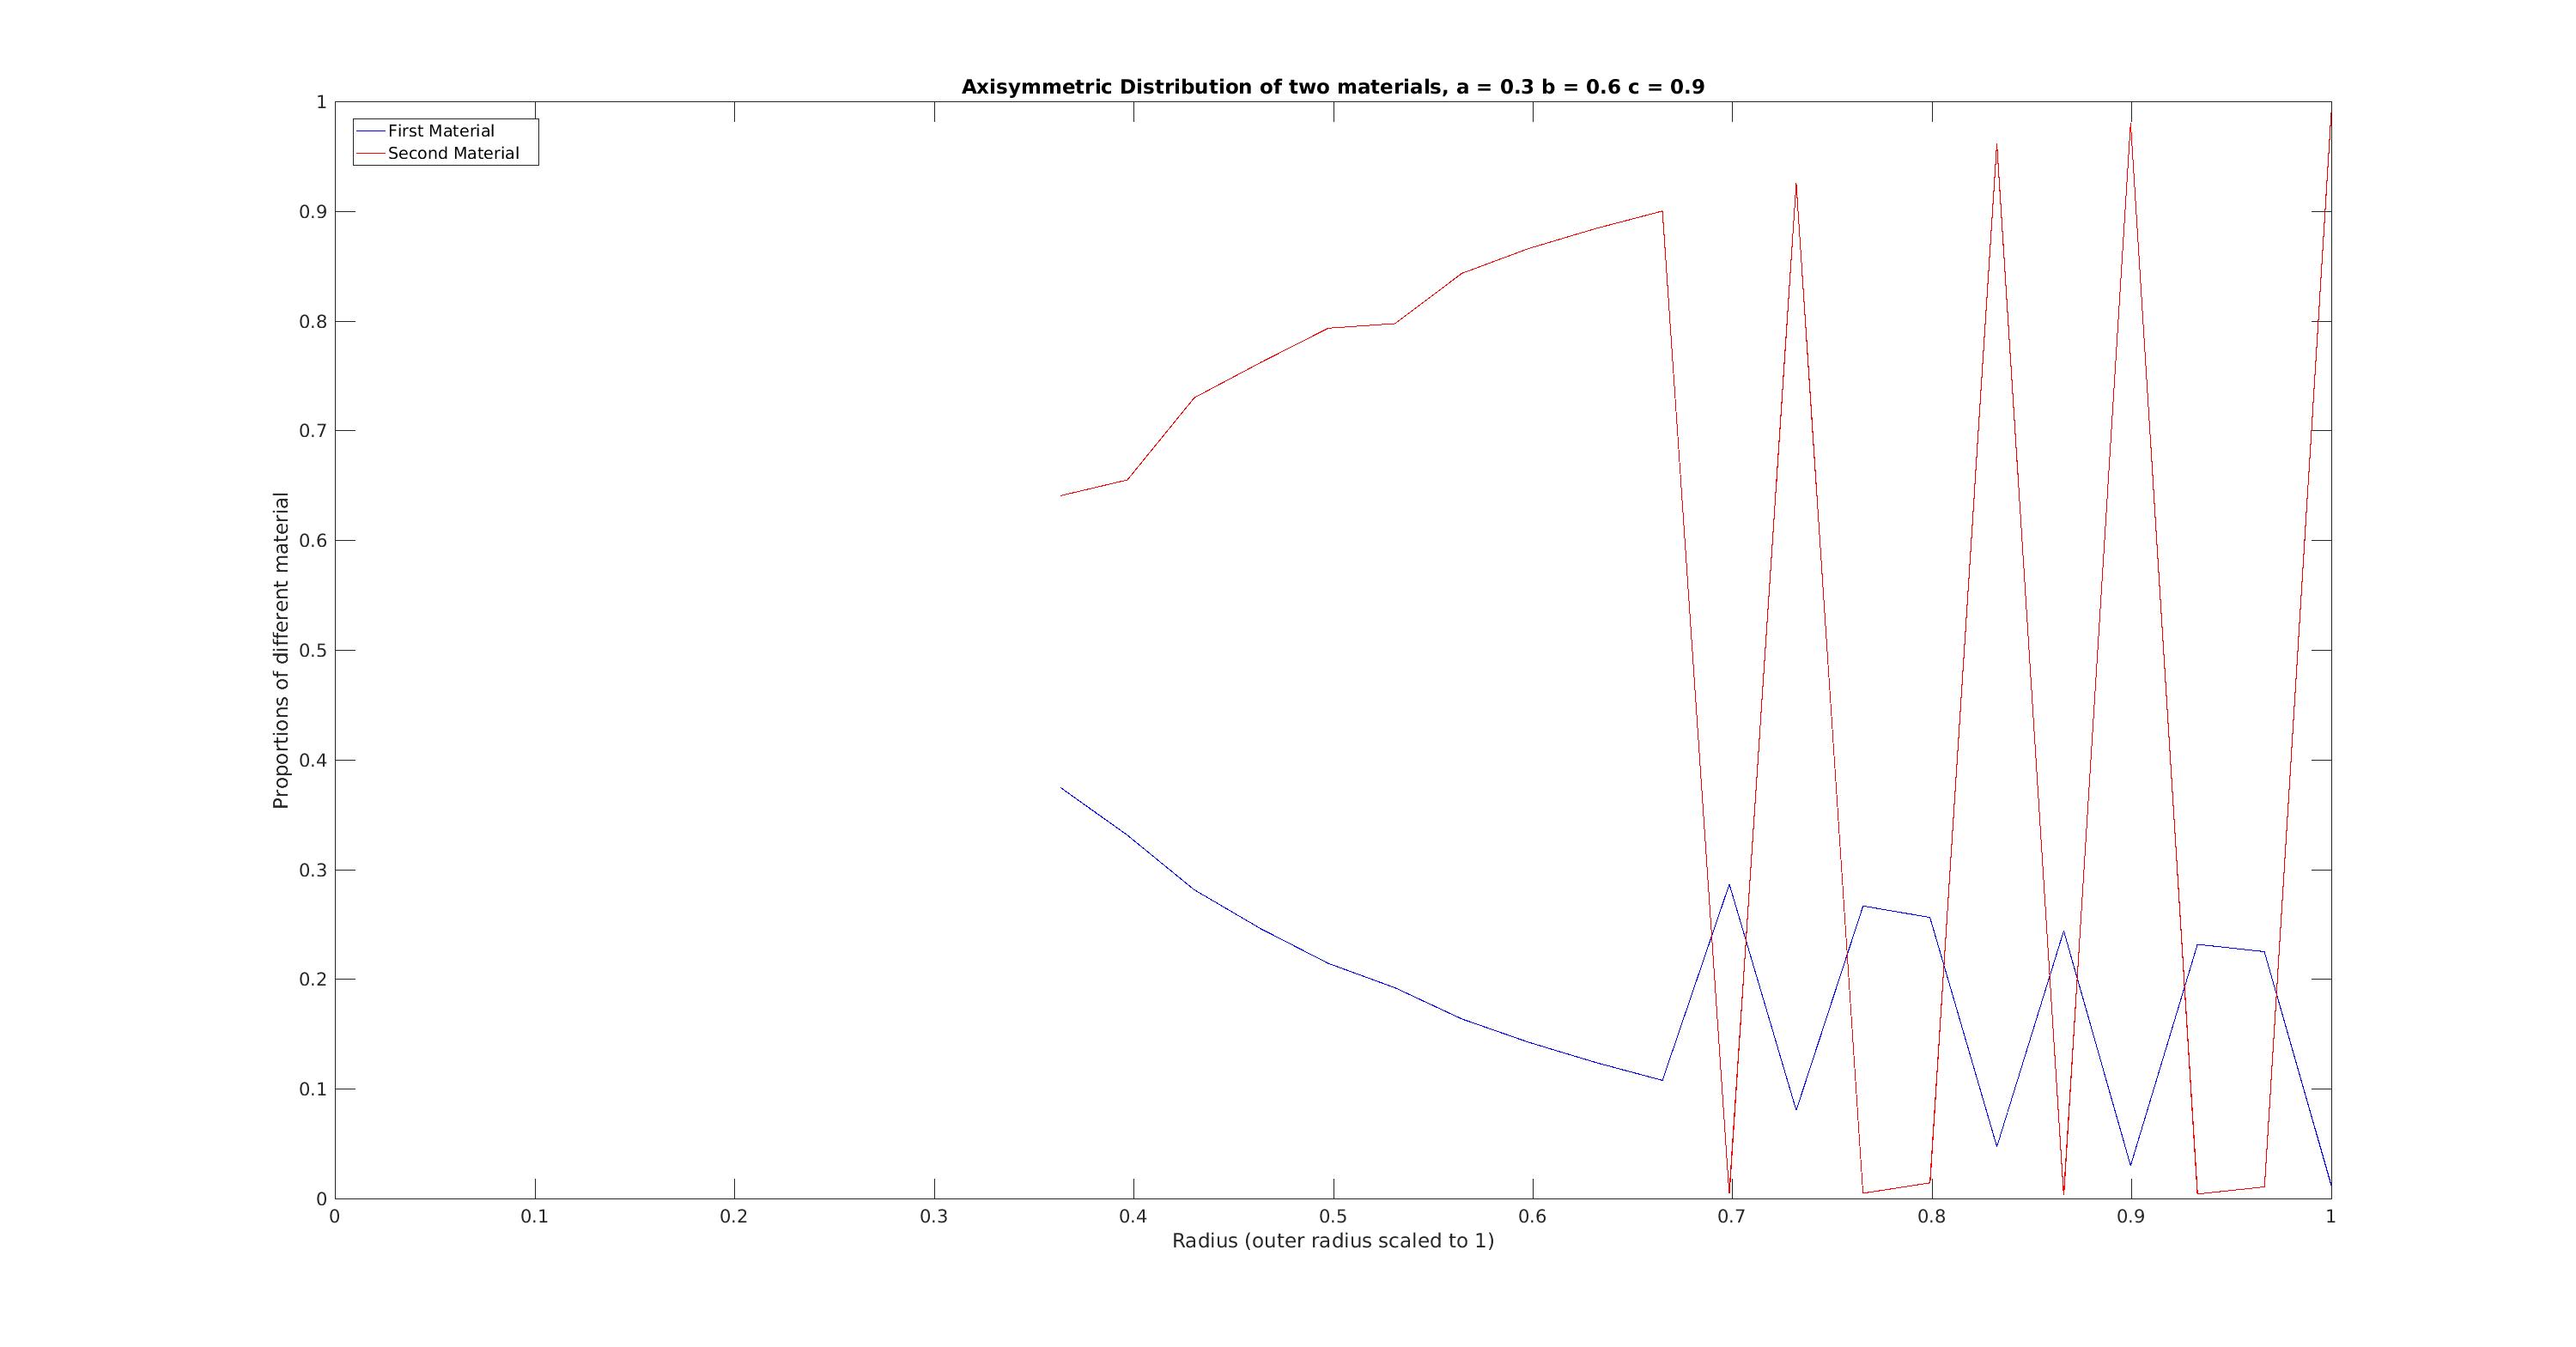 Axisymmetric Distribution of two materials, a = 0.3 b = 0.6 c = 0.9
First Material
Second Material
Proportions of different material
1
0.9
0.8
0.7
0.6
0.5
0.4
0.3
0.2
0.1
0
0 0.1 0.2 0.3 0.4 0.5 0.6 0.7 0.8 0.9 1
Radius (outer radius scaled to 1)